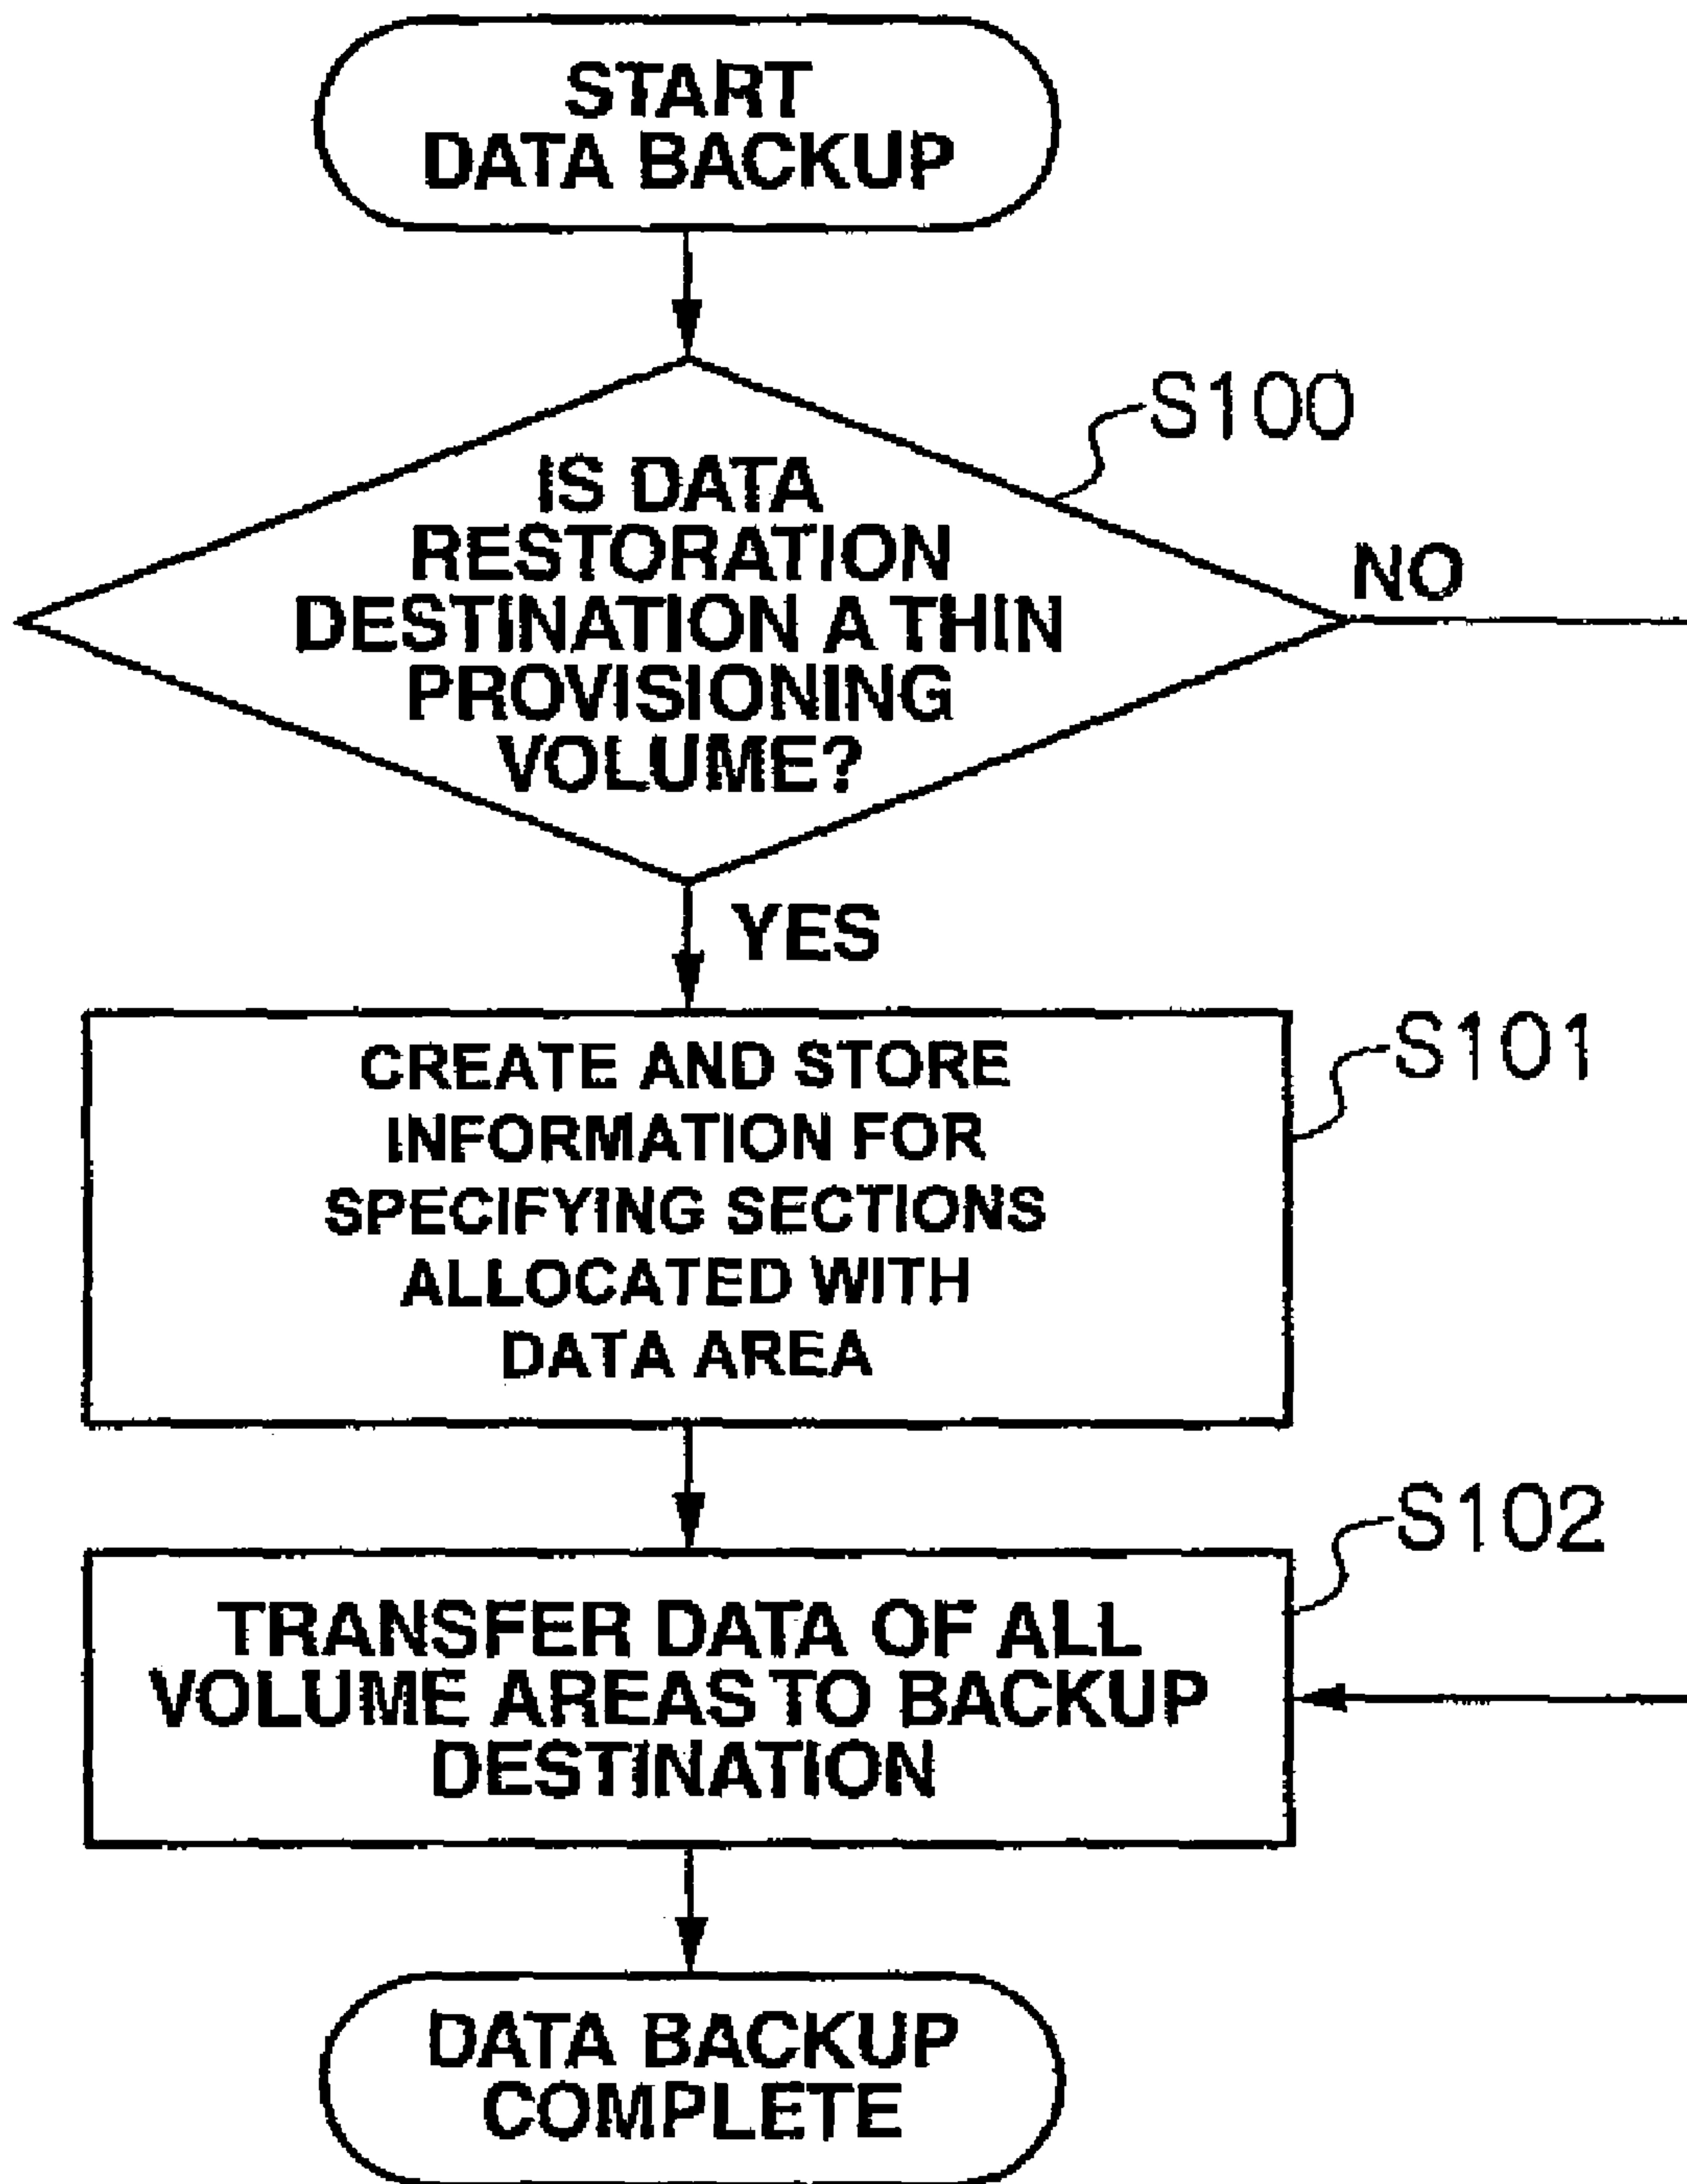 START
DATA BACKUP
S100
IS DATA
RESTORATION
DESTINATION A THIN
PROVISIONING
VOLUME?
NO
YES
S101
CREATE AND STORE
INFORMATION FOR
SPECIFYING SECTIONS
ALLOCATED WITH
DATA AREA
S102
TRANSFER DATA OF ALL
VOLUME AREAS TO BACKUP
DESTINATION
DATA BACKUP
COMPLETE